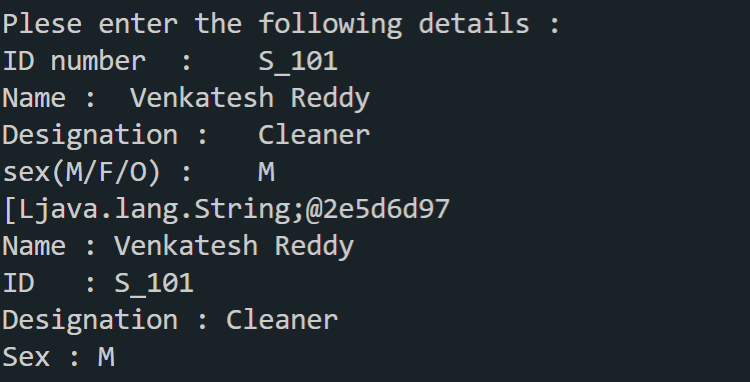 Plese enter the following details :
ID number  :    S_101
Name :  Venkatesh Reddy
Designation :   Cleaner
sex(M/F/O) :    M
[Ljava.lang.String;@2e5d6d97
Name : Venkatesh Reddy
ID   : S_101
Designation : Cleaner
Sex : M